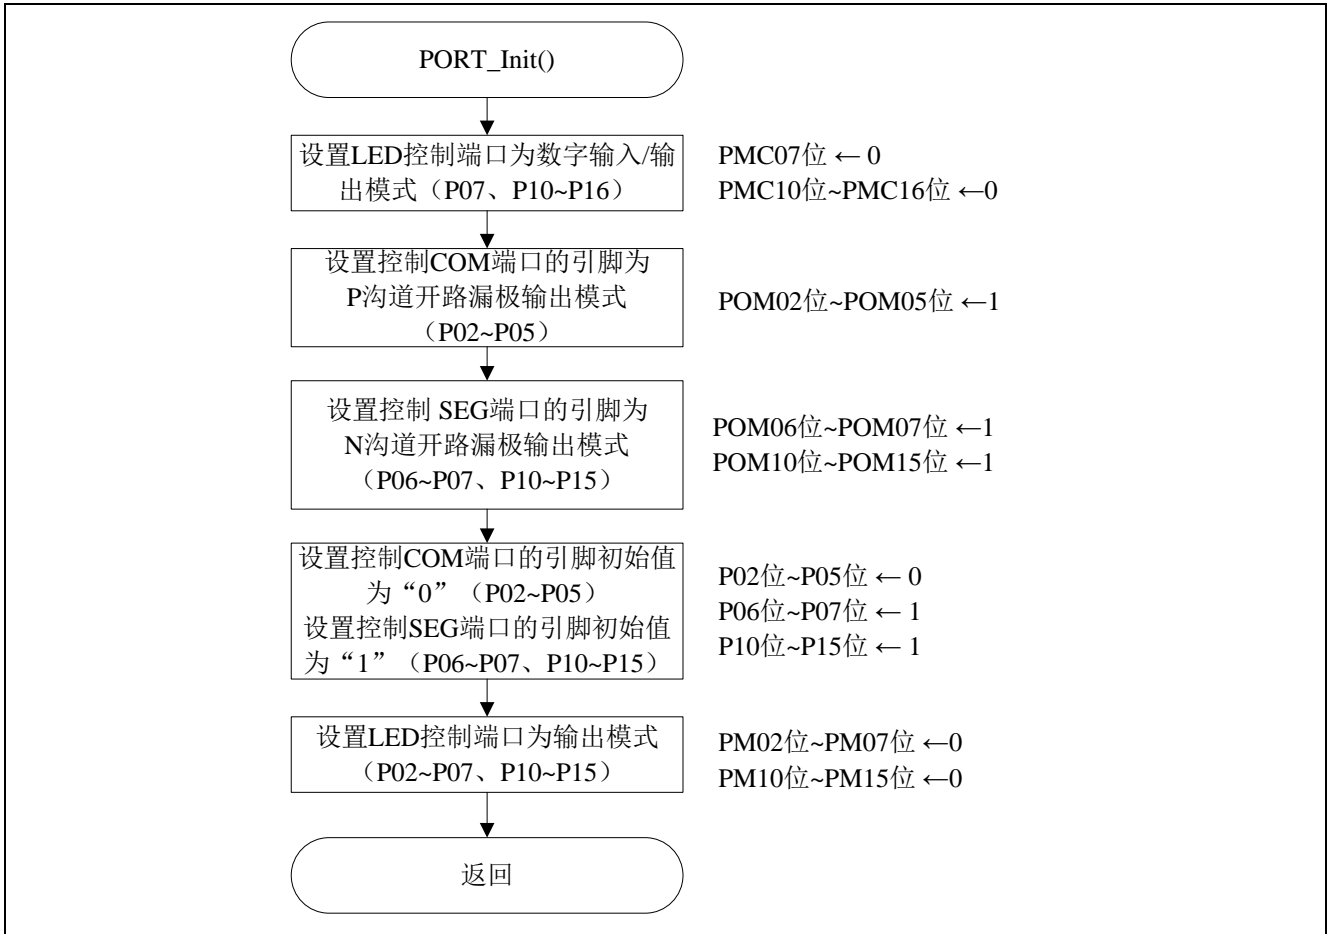 PORT_Init()
设置LED控制端口为数字输入/输
出模式（P07、P10~P16）
PMC07位 ← 0
PMC10位~PMC16位 ←0
设置控制COM端口的引脚为
P沟道开路漏极输出模式
（P02~P05）
POM02位~POM05位 ←1
设置控制 SEG端口的引脚为
N沟道开路漏极输出模式
（P06~P07、P10~P15）
POM06位~POM07位 ←1
POM10位~POM15位 ←1
设置控制COM端口的引脚初始值
为“0”（P02~P05）
设置控制SEG端口的引脚初始值
为“1”（P06~P07、P10~P15）
P02位~P05位 ← 0
P06位~P07位 ← 1
P10位~P15位 ← 1
设置LED控制端口为输出模式
（P02~P07、P10~P15）
PM02位~PM07位 ←0
PM10位~PM15位 ←0
返回